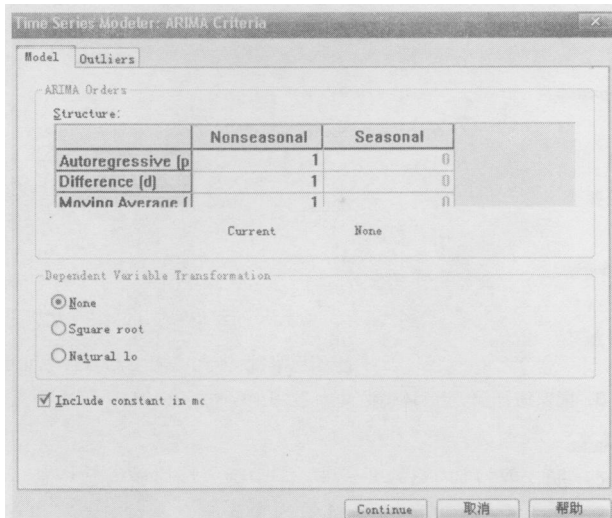 Time Series Modeler: ARIMA Criteria
Model Outliers
ARIMA Orders
Structure:
Nonseasonal Seasonal
Autoregressive (p 1 0
Difference (d) 1 0
Moving Average ( 1 0
Current None
Dependent Variable Transformation
None
Square root
Natural lo
Include constant in mc
Continue 取消 帮助